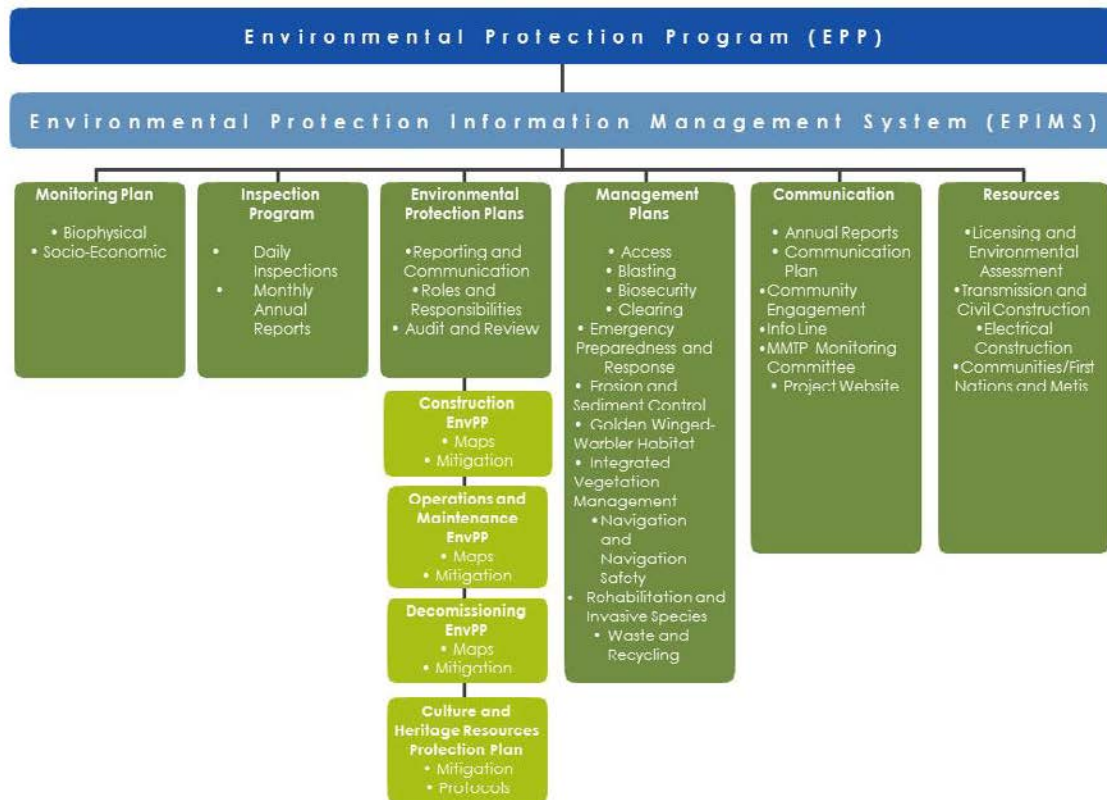 Environmental Protection Program (EPP)
Environmental Protection Information Management System (EPIMS)
Monitoring Plan
• Biophysical
• Socio-Economic
Inspection
Program
• Daily
Inspections
• Monthly
Annual
Reports
Environmental
Protection Plans
• Reporting and
Communication
• Roles and
Responsibilities
• Audit and Review
Construction
EnvPP
• Maps
• Mitigation
Operations and
Maintenance
EnvPP
• Maps
• Mitigation
Decomissioning
EnvPP
• Maps
• Mitigation
Culture and
Heritage Resources
Protection Plan
• Mitigation
• Protocols
Management
Plans
• Access
• Blasting
• Biosecurity
• Clearing
• Emergency
Preparedness and
Response
• Erosion and
Sediment Control
• Golden Winged-
Warbler Habitat
• Integrated
Vegetation
Management
• Navigation
and
Navigation
Safety
• Rehabilitation and
Invasive Species
• Waste and
Recycling
Communication
• Annual Reports
• Communication
Plan
• Community
Engagement
• Info Line
• MMTP Monitoring
Committee
• Project Website
Resources
• Licensing and
Environmental
Assessment
• Transmission and
Civil Construction
• Electrical
Construction
• Communities/First
Nations and Metis